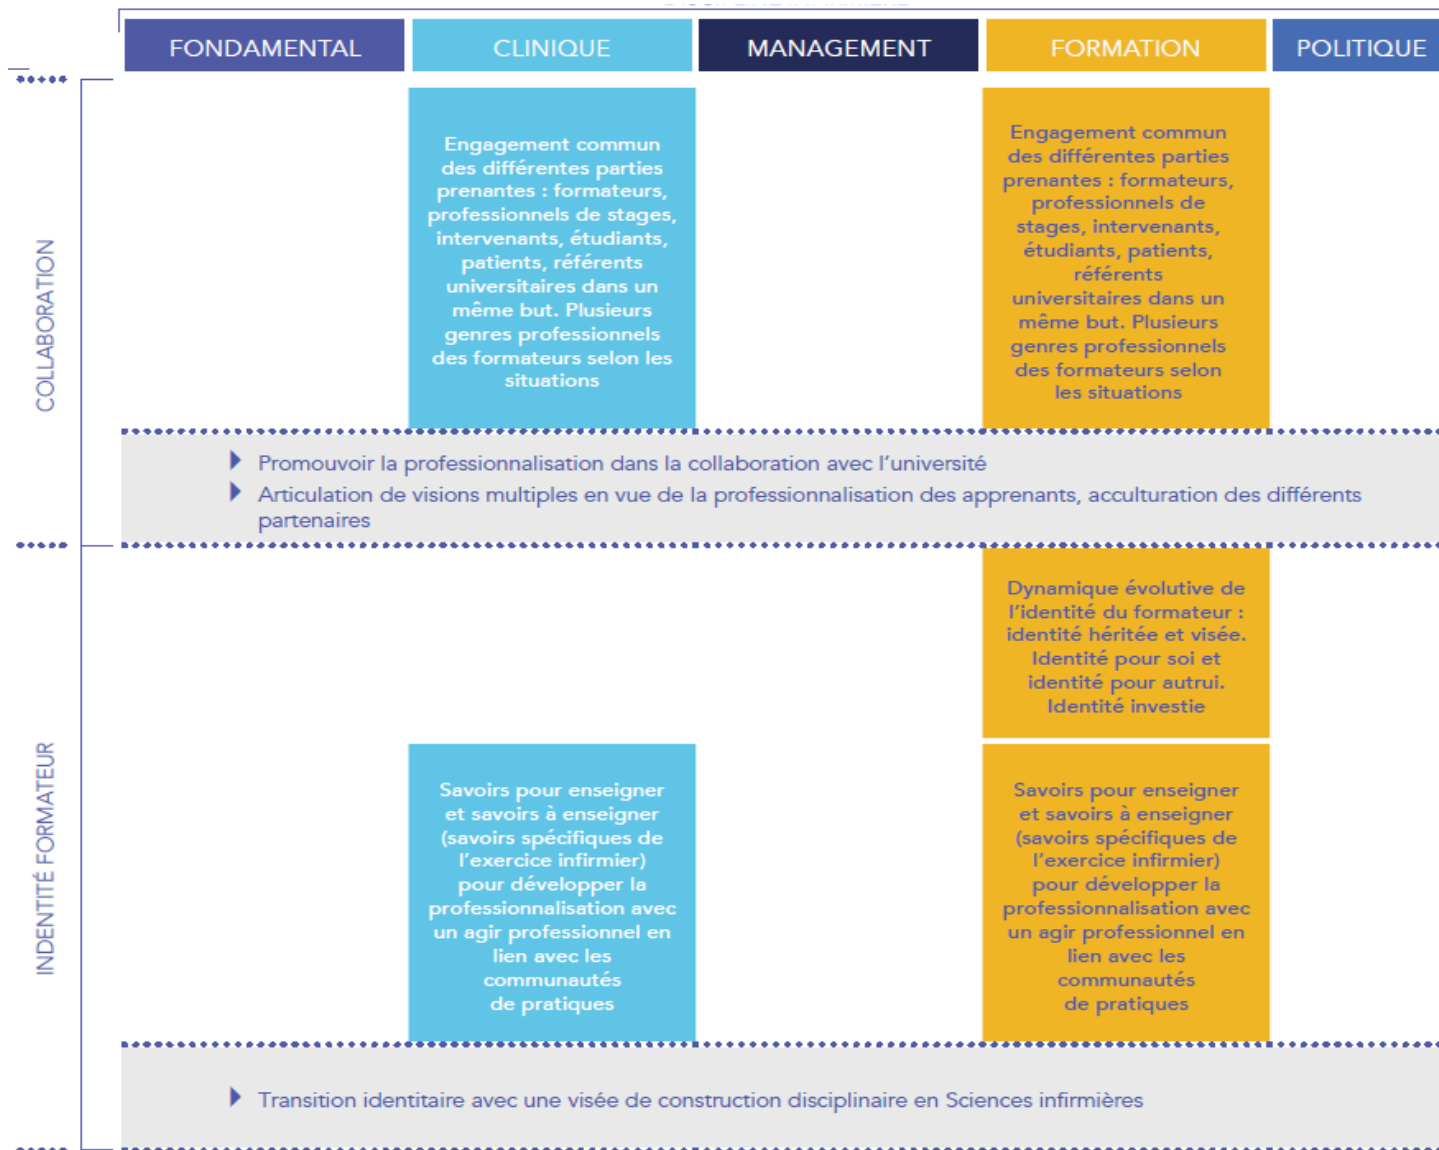 FONDAMENTAL
CLINIQUE
MANAGEMENT
FORMATION
POLITIQUE
COLLABORATION
Engagement commun
des différentes parties
prenantes : formateurs,
professionnels de stages,
intervenants, étudiants,
patients, référents
universitaires dans un
même but. Plusieurs
genres professionnels
des formateurs selon les
situations
Engagement commun
des différentes parties
prenantes : formateurs,
professionnels de
stages, intervenants,
étudiants, patients,
référents
universitaires dans un
même but. Plusieurs
genres professionnels
des formateurs selon
les situations
Promouvoir la professionnalisation dans la collaboration avec l’université
Articulation de visions multiples en vue de la professionnalisation des apprenants, acculturation des différents
partenaires
INDENTITÉ FORMATEUR
Dynamique évolutive de
l’identité du formateur :
identité héritée et visée.
Identité pour soi et
identité pour autrui.
Identité investie
Savoirs pour enseigner
et savoirs à enseigner
(savoirs spécifiques de
l’exercice infirmier)
pour développer la
professionnalisation avec
un agir professionnel en
lien avec les
communautés
de pratiques
Savoirs pour enseigner
et savoirs à enseigner
(savoirs spécifiques de
l’exercice infirmier)
pour développer la
professionnalisation avec
un agir professionnel en
lien avec les
communautés
de pratiques
Transition identitaire avec une visée de construction disciplinaire en Sciences infirmières